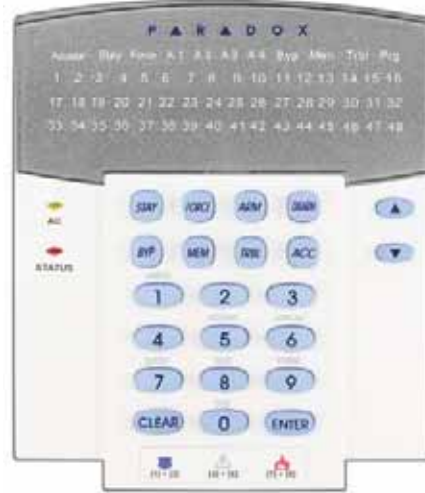 PARADOX
Stay Force A1 A2 A3 A4 Byp Mem Trbl Prg
1 2 3 4 5 6 7 8 9 10 11 12 13 14 15 16
17 18 19 20 21 22 23 24 25 26 27 28 29 30 31 32
33 34 35 36 37 38 39 40 41 42 43 44 45 46 47 48
STAY FORCE ARM
AC
BYP MEM TRBL ACC
STATUS
1 2 3
4 5 6
7 8 9
CLEAR 0 ENTER